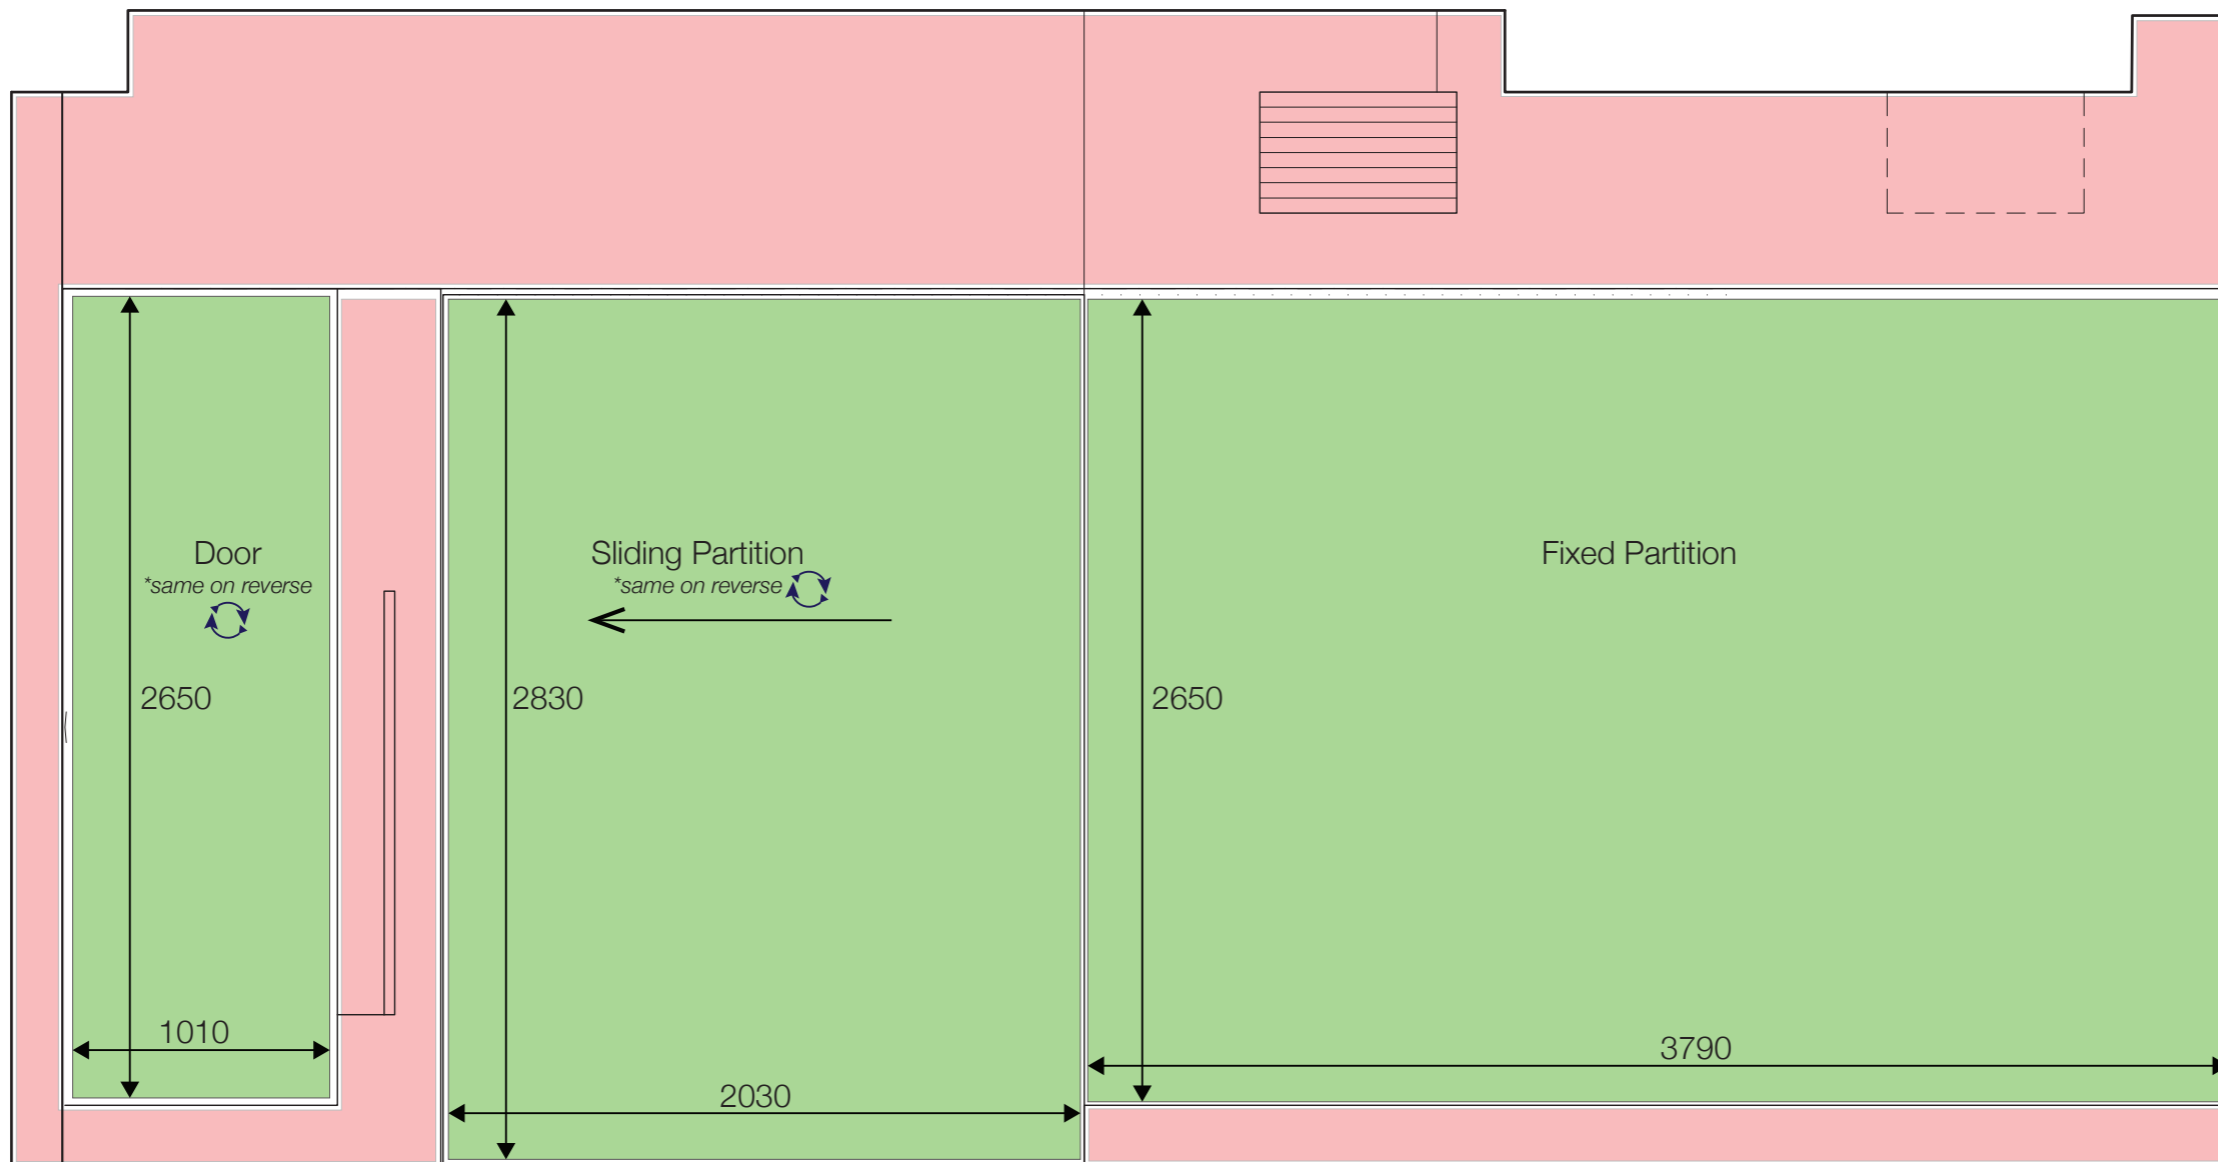 Door
*same on reverse
2650
1010
Sliding Partition
*same on reverse
2830
2030
Fixed Partition
2650
3790